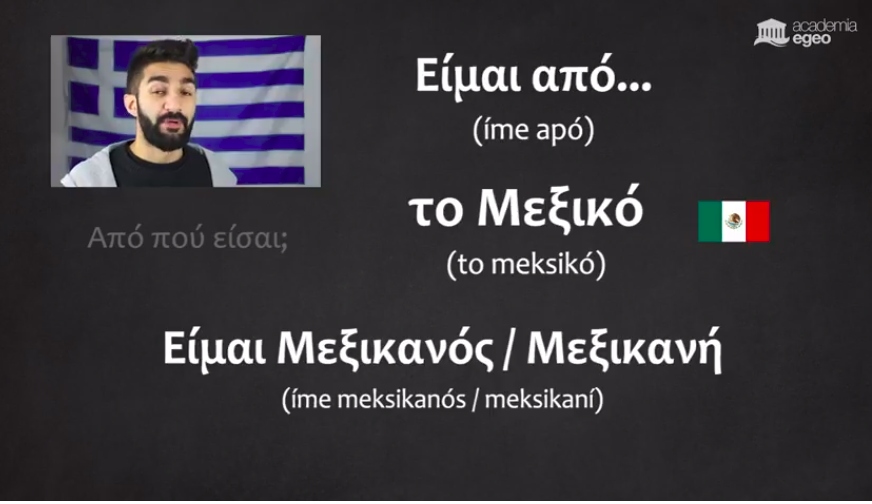 academia
egeo
Είμαι από...
(íme apó)
το Μεξικό
(to meksikó)
Από πού είσαι;
Είμαι Μεξικανός / Μεξικανή
(íme meksikanós / meksikaní)